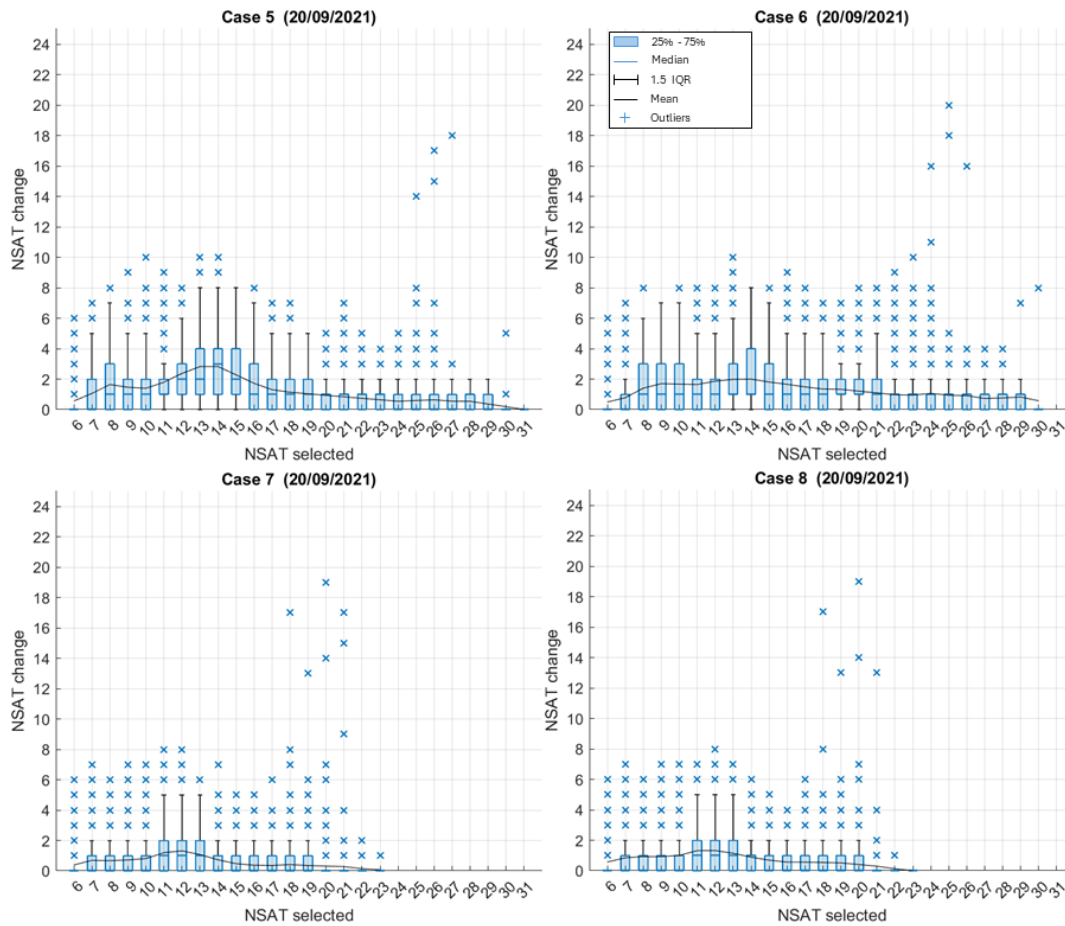 Case 5 (20/09/2021)
24
22
20
18
16
14
12
10
8
6
4
2
0
NSAT change
6 7 8 9 10 11 12 13 14 15 16 17 18 19 20 21 22 23 24 25 26 27 28 29 30 31
NSAT selected
Case 6 (20/09/2021)
25% -75%
Median
1.5 IQR
Mean
Outliers
24
22
20
18
16
14
12
10
8
6
4
2
0
NSAT change
6 7 8 9 10 11 12 13 14 15 16 17 18 19 20 21 22 23 24 25 26 27 28 29 30 31
NSAT selected
Case 7 (20/09/2021)
24
22
20
18
16
14
12
10
8
6
4
2
0
NSAT change
6 7 8 9 10 11 12 13 14 15 16 17 18 19 20 21 22 23 24 25 26 27 28 29 30 31
NSAT selected
Case 8 (20/09/2021)
24
22
20
18
16
14
12
10
8
6
4
2
0
NSAT change
6 7 8 9 10 11 12 13 14 15 16 17 18 19 20 21 22 23 24 25 26 27 28 29 30 31
NSAT selected